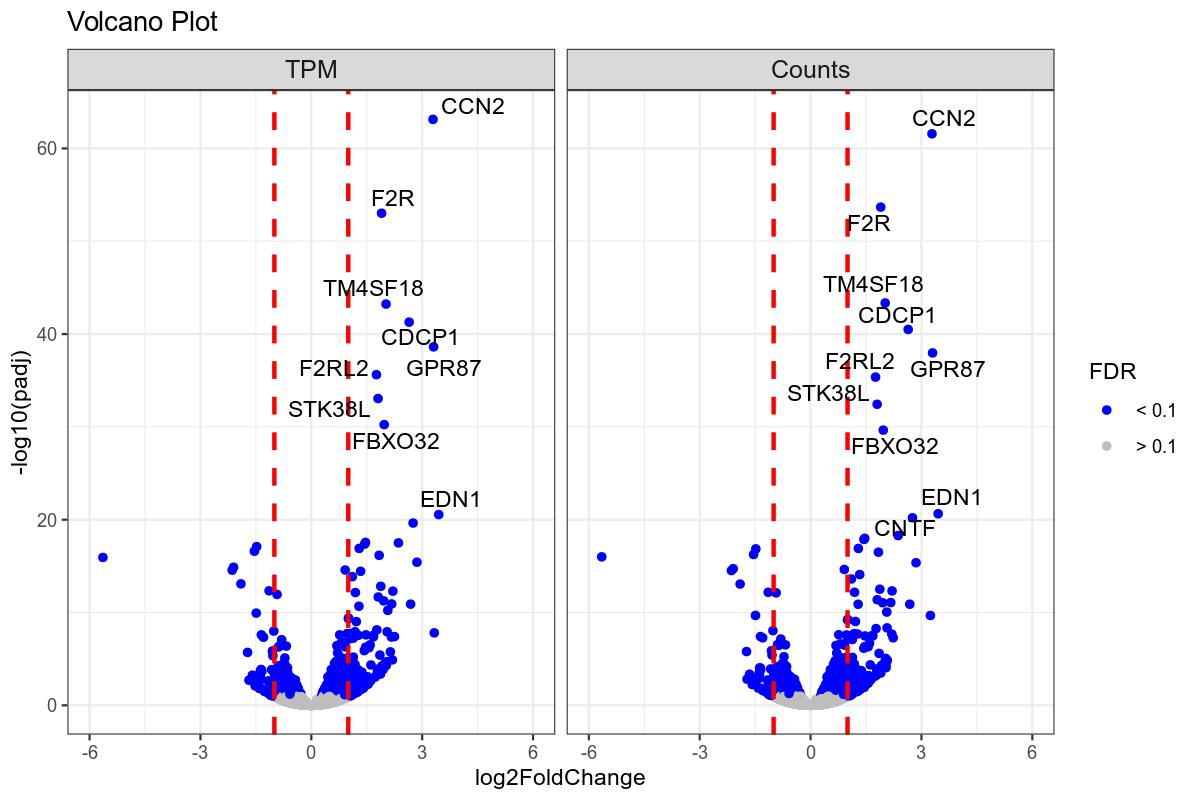 Volcano Plot
TPM
Counts
CCN2
F2R
TM4SF18
CDCP1
F2RL2
GPR87
STK38L
FBXO32
EDN1
CCN2
F2R
TM4SF18
CDCP1
F2RL2
GPR87
STK38L
FBXO32
EDN1
CNTF
60
40
20
0
-log10(padj)
-6
-3
0
3
6
-6
-3
0
3
6
log2FoldChange
FDR
< 0.1
> 0.1